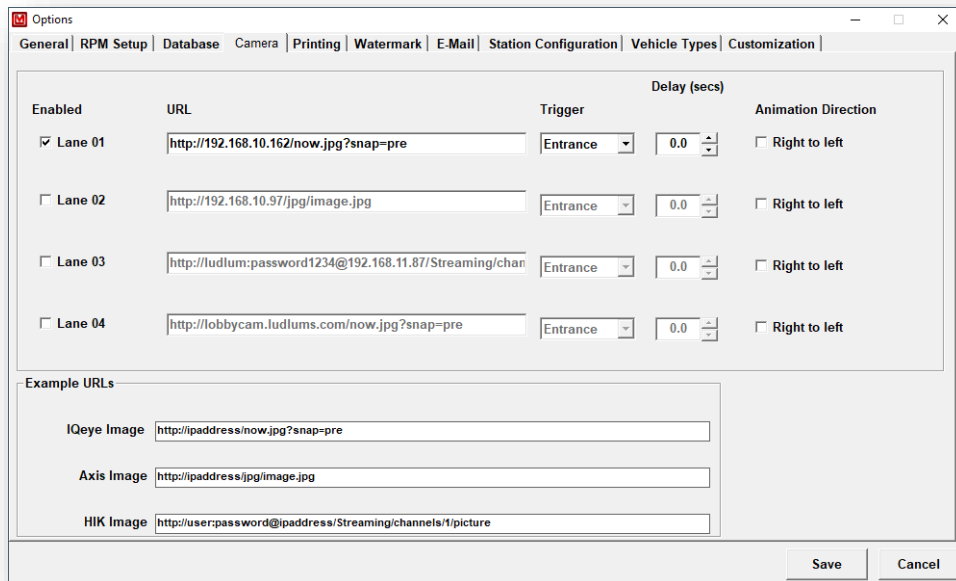 Options
General RPM Setup Database Camera Printing Watermark E-Mail Station Configuration Vehicle Types Customization
Delay (secs)
Enabled URL Trigger Animation Direction
Lane 01 http://192.168.10.162/now.jpg?snap=pre Entrance 0.0 Right to left
Lane 02 http://192.168.10.97/jpg/image.jpg Entrance 0.0 Right to left
Lane 03 http://ludlum:password1234@192.168.11.87/Streaming/chan Entrance 0.0 Right to left
Lane 04 http://lobbycam.ludlums.com/now.jpg?snap=pre Entrance 0.0 Right to left
Example URLs
IQeye Image http://ipaddress/now.jpg?snap=pre
Axis Image http://ipaddress/jpg/image.jpg
HIK Image http://user:password@ipaddress/Streaming/channels/1/picture
Save Cancel